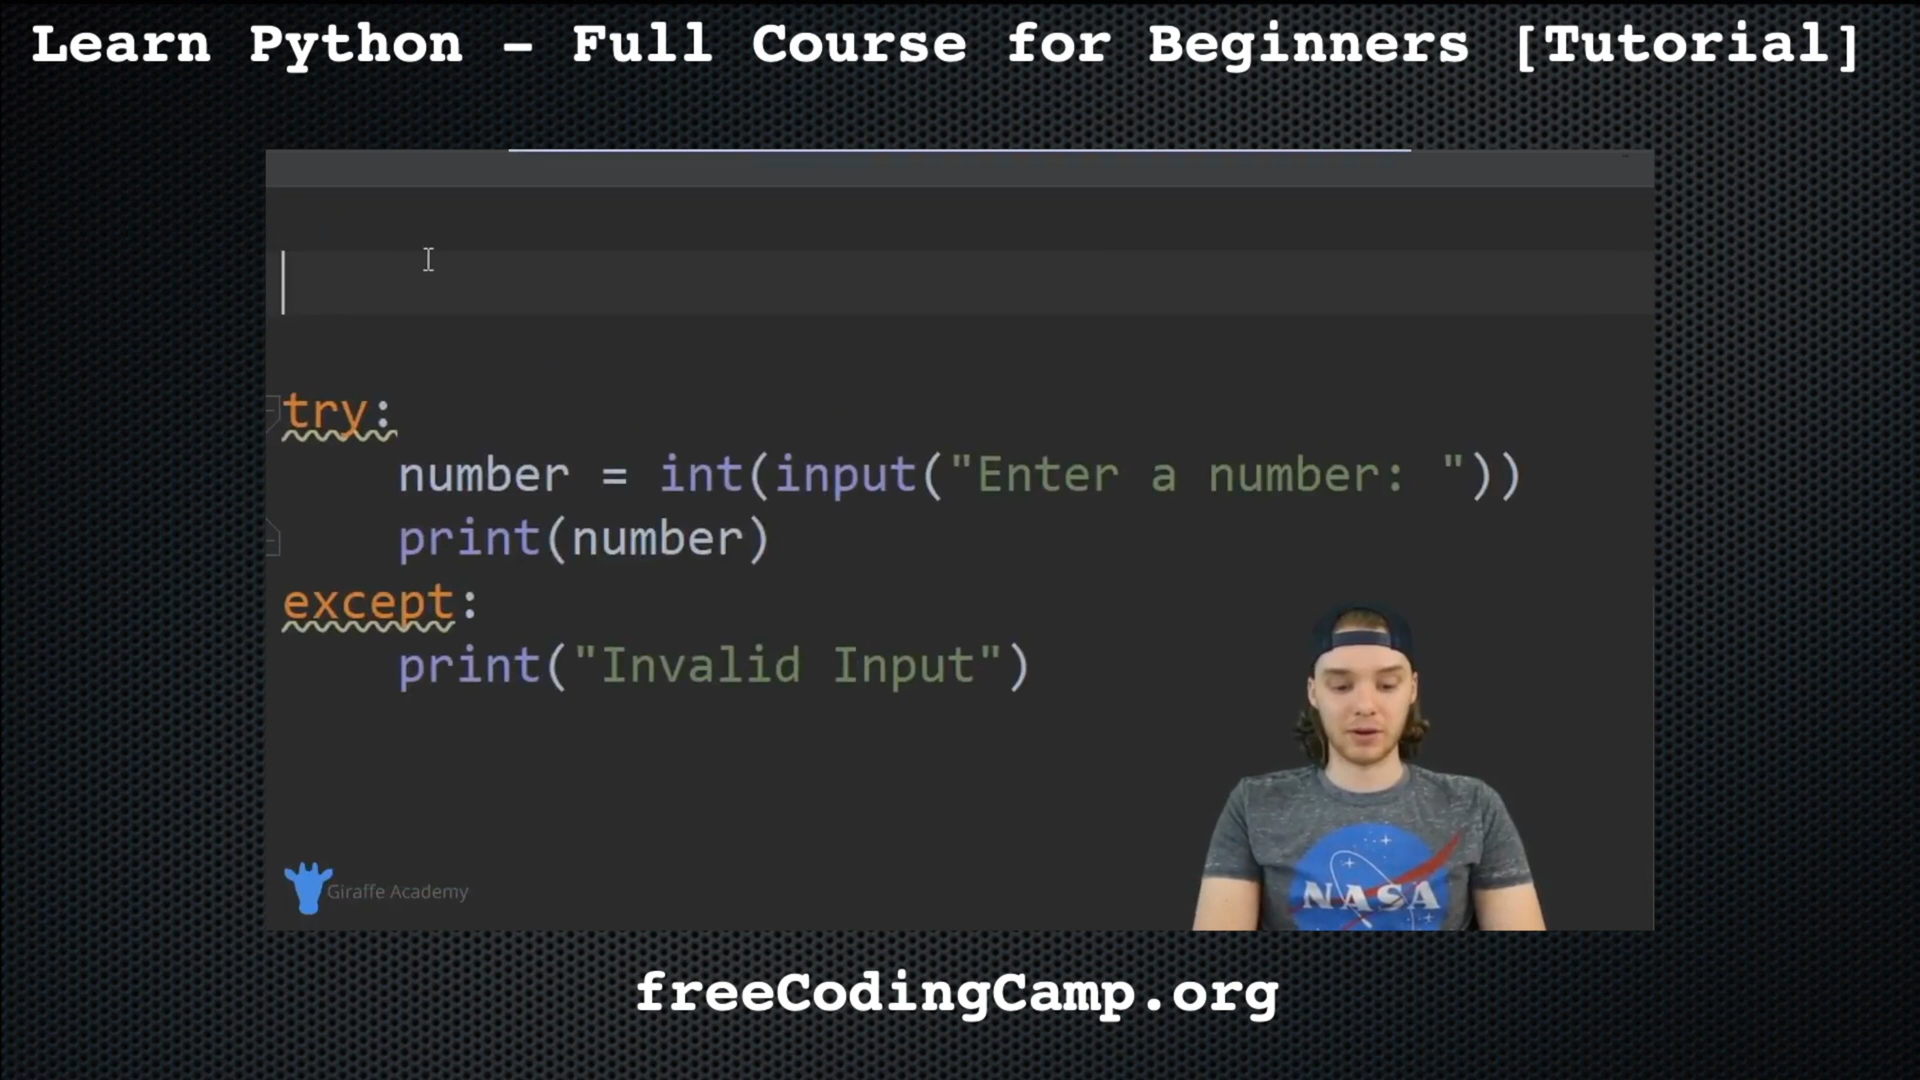 Learn Python - Full Course for Beginners [Tutorial]
try:
number = int(input("Enter a number: "))
print(number)
except:
print("Invalid Input")
Giraffe Academy
NASA
freeCodingCamp.org